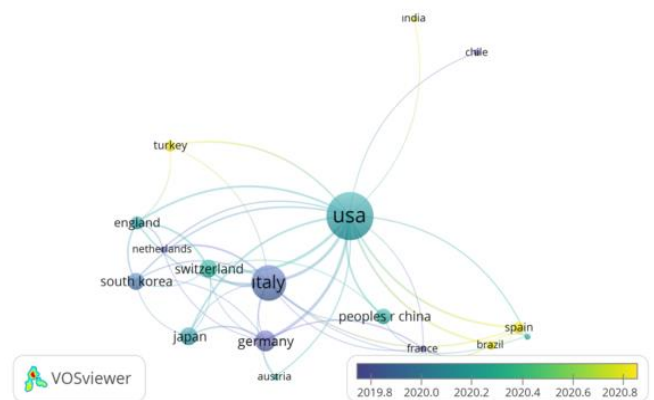 india
chile
turkey
usa
england
netherlands
switzerland
south korea
italy
peoples r china
spain
japan
germany
brazil
france
austria
VOSviewer
2019.8 2020.0 2020.2 2020.4 2020.6 2020.8